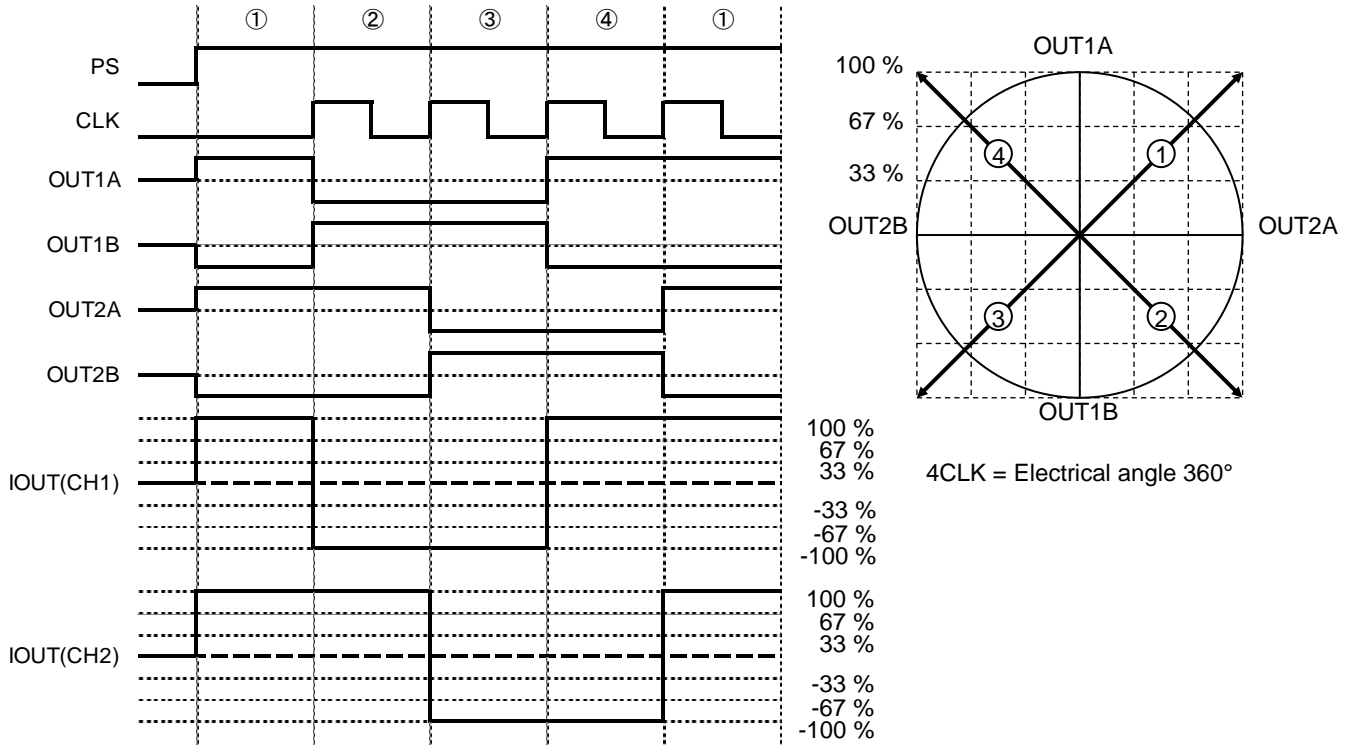 ① ② ③ ④ ①
PS
CLK
OUT1A
OUT1B
OUT2A
OUT2B
IOUT(CH1)
100 %
67 %
33 %
-33 %
-67 %
-100 %
IOUT(CH2)
100 %
67 %
33 %
-33 %
-67 %
-100 %
OUT1A
100 %
67 %
33 %
④ ①
OUT2B OUT2A
③ ②
OUT1B
4CLK = Electrical angle 360°